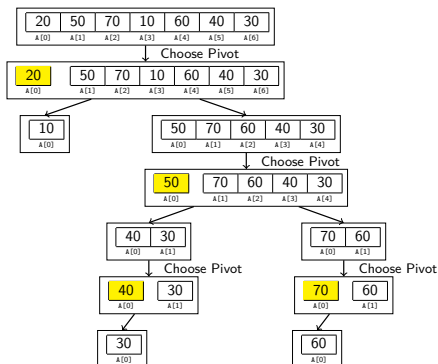 20 50 70 10 60 40 30
A[0] A[1] A[2] A[3] A[4] A[5] A[6]
Choose Pivot
20 50 70 10 60 40 30
A[0] A[1] A[2] A[3] A[4] A[5] A[6]
10 50 70 60 40 30
A[0] A[0] A[1] A[2] A[3] A[4]
Choose Pivot
50 70 60 40 30
A[0] A[1] A[2] A[3] A[4]
40 30 70 60
A[0] A[1] A[0] A[1]
Choose Pivot Choose Pivot
40 30 70 60
A[0] A[1] A[0] A[1]
30 60
A[0] A[0]